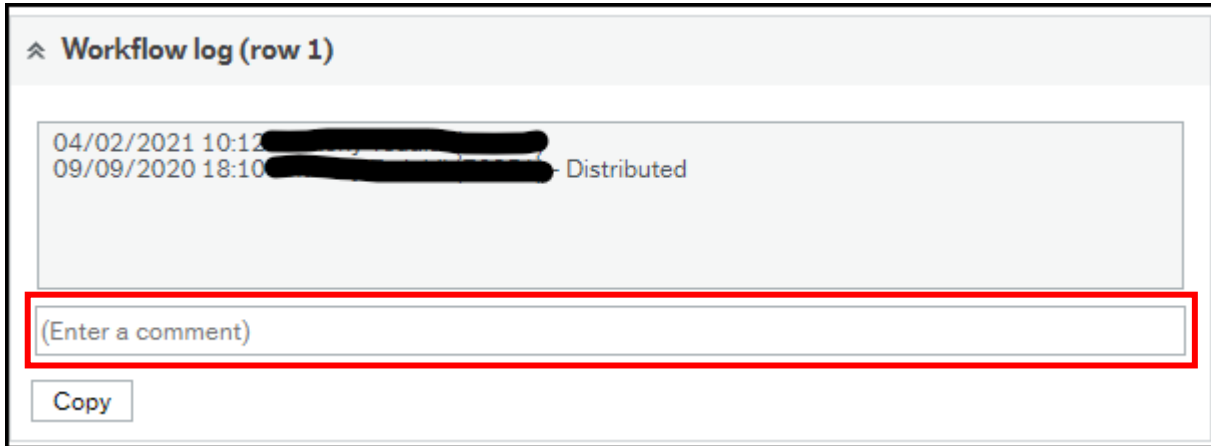 Workflow log (row 1)
04/02/2021 10:12
09/09/2020 18:10 - Distributed
(Enter a comment)
Copy